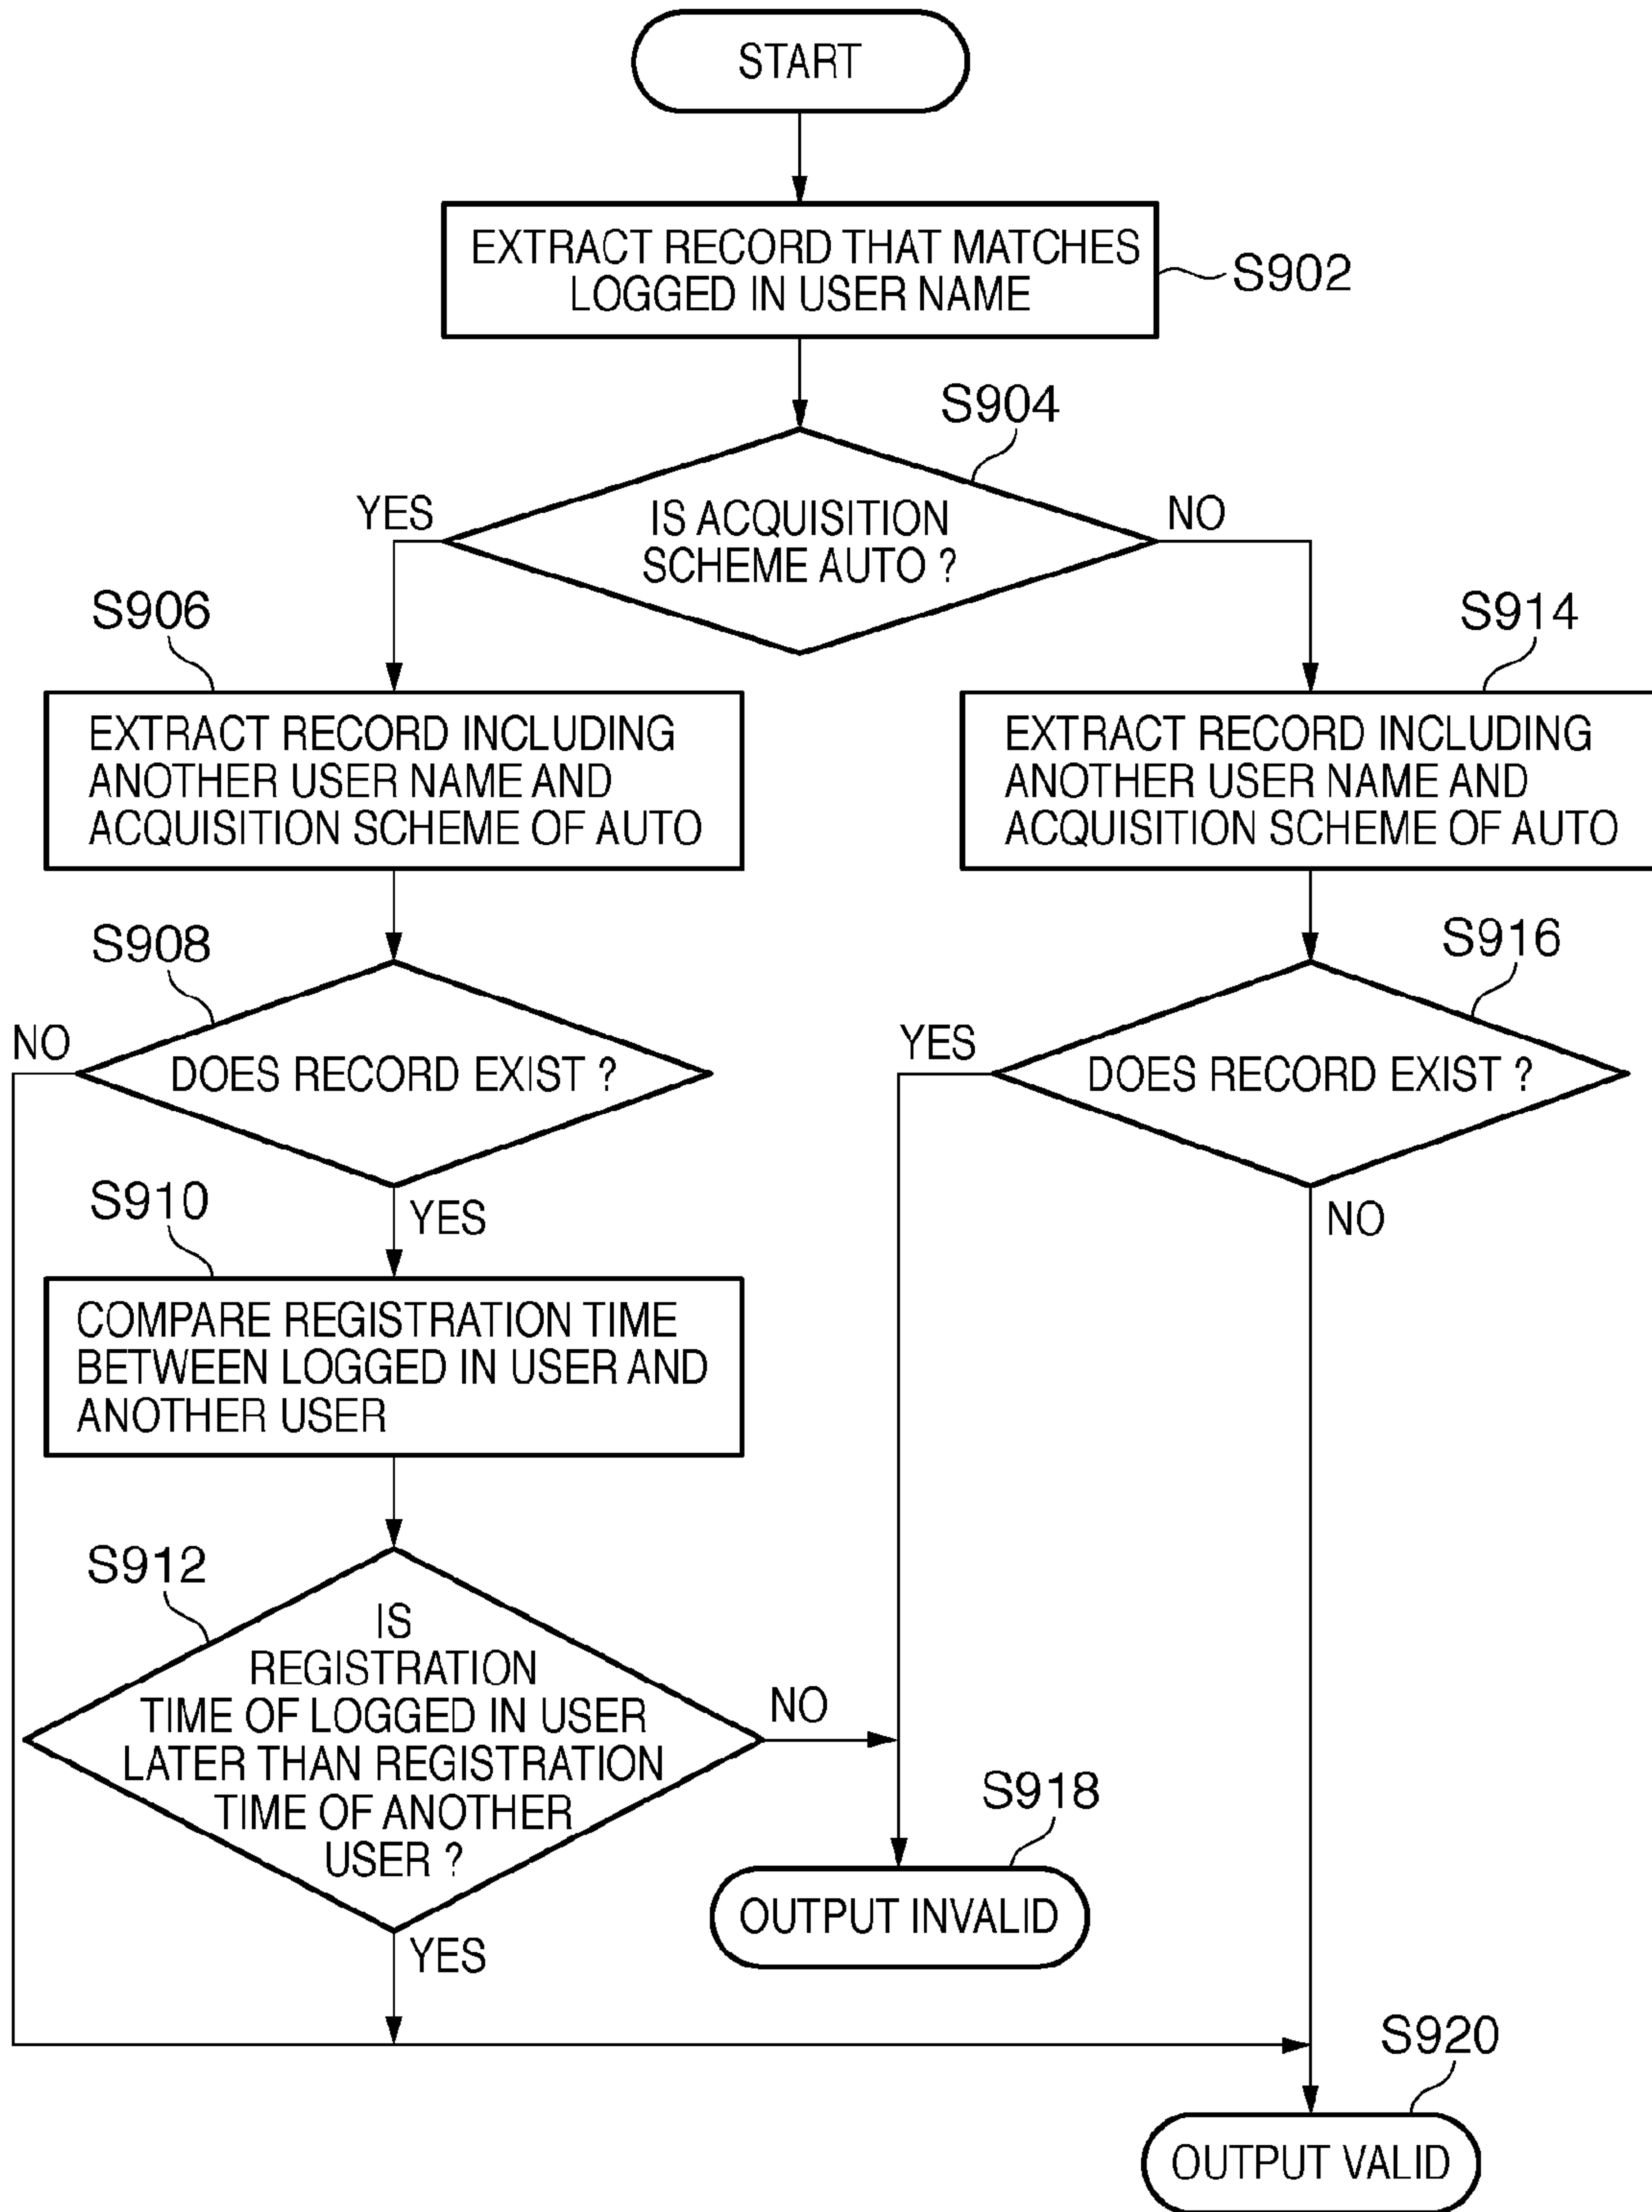 START
EXTRACT RECORD THAT MATCHES
LOGGED IN USER NAME
S902
S904
IS ACQUISITION
SCHEME AUTO ?
YES
NO
S906
EXTRACT RECORD INCLUDING
ANOTHER USER NAME AND
ACQUISITION SCHEME OF AUTO
S914
EXTRACT RECORD INCLUDING
ANOTHER USER NAME AND
ACQUISITION SCHEME OF AUTO
S908
DOES RECORD EXIST ?
NO
YES
S916
DOES RECORD EXIST ?
YES
NO
S910
COMPARE REGISTRATION TIME
BETWEEN LOGGED IN USER AND
ANOTHER USER
S912
IS
REGISTRATION
TIME OF LOGGED IN USER
LATER THAN REGISTRATION
TIME OF ANOTHER
USER ?
NO
YES
S918
OUTPUT INVALID
S920
OUTPUT VALID